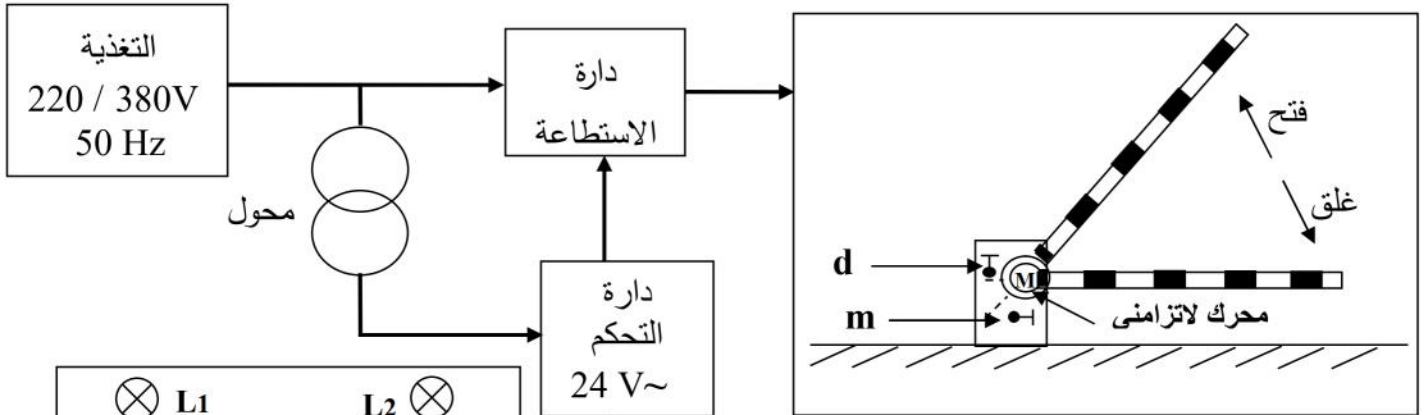 التغذية
220 / 380V
50 Hz
محول
دارة
الاستطاعة
دارة
التحكم
24 V~
فتح
غلق
d
m
M
محرك لاتزامنى
L1
L2